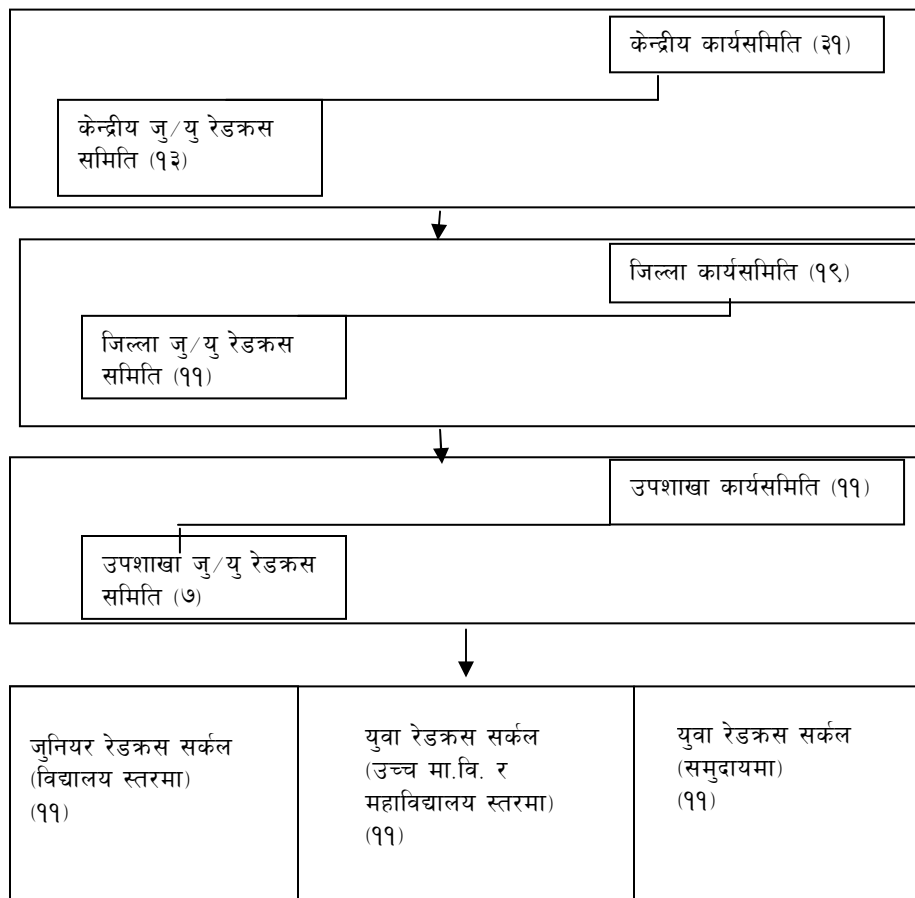 केन्द्रीय कार्यसमिति (३१)
केन्द्रीय जु/यु रेडक्रस
समिति (१३)
जिल्ला कार्यसमिति (१९)
जिल्ला जु/यु रेडक्रस
समिति (११)
उपशाखा कार्यसमिति (११)
उपशाखा जु/यु रेडक्रस
समिति (७)
जुनियर रेडक्रस सर्कल
(विद्यालय स्तरमा)
(११)
युवा रेडक्रस सर्कल
(उच्च मा.वि. र
महाविद्यालय स्तरमा)
(११)
युवा रेडक्रस सर्कल
(समुदायमा)
(११)